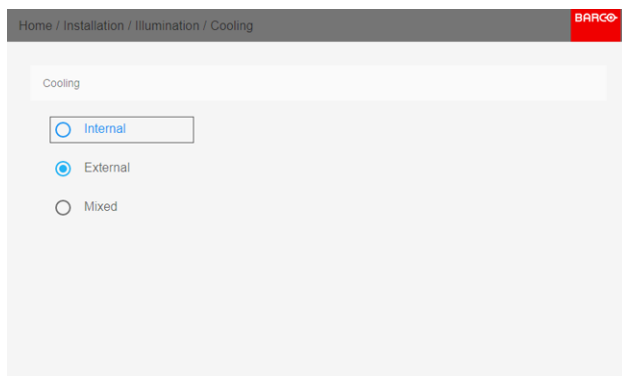 Home / Installation / Illumination / Cooling
BARCO
Cooling
Internal
External
Mixed